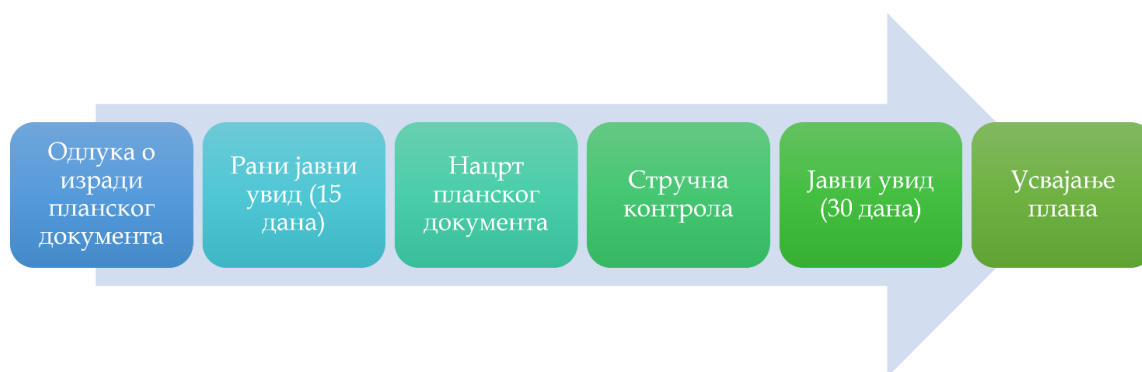 Одлука о
изради
планског
документа
Рани јавни
увид (15
дана)
Нацрт
планског
документа
Стручна
контрола
Јавни увид
(30 дана)
Усвајање
плана